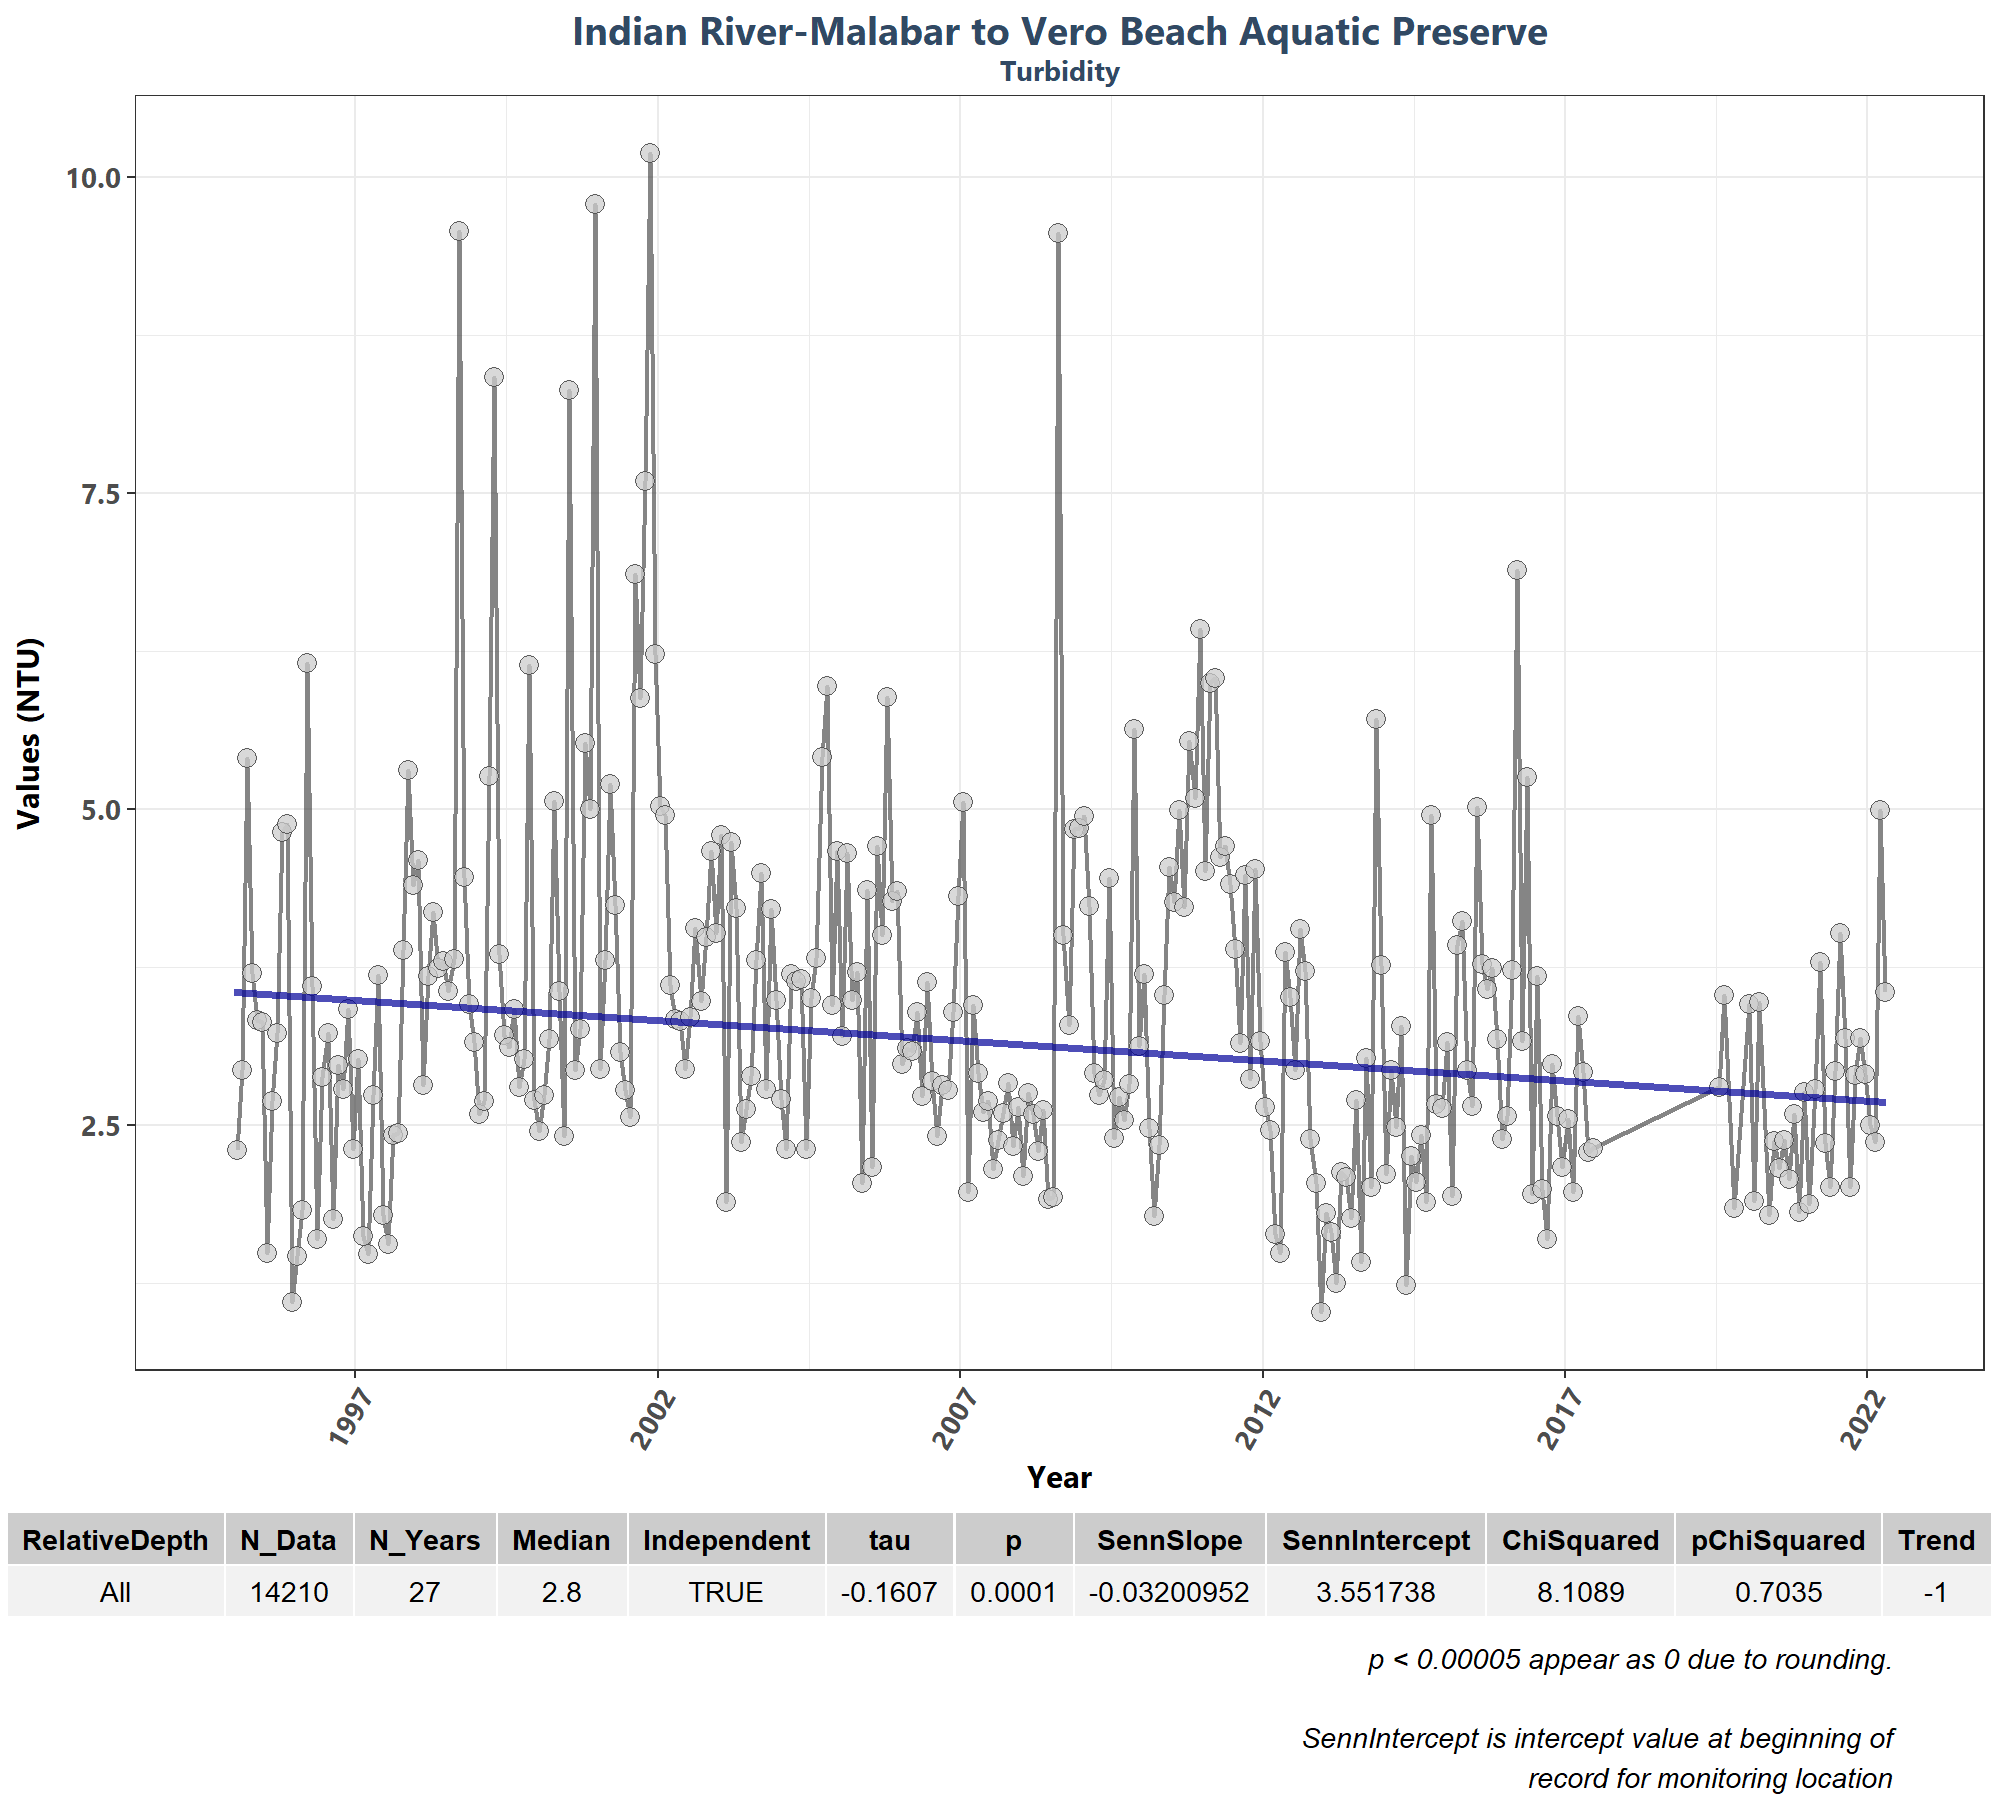 Indian River-Malabar to Vero Beach Aquatic Preserve
Turbidity
Values (NTU)
10.0
7.5
5.0
2.5
1997 2002 2007 2012 2017 2022
Year
RelativeDepth N_Data N_Years Median Independent tau p SennSlope SennIntercept ChiSquared pChiSquared Trend
All 14210 27 2.8 TRUE -0.1607 0.0001 -0.03200952 3.551738 8.1089 0.7035 -1
p < 0.00005 appear as 0 due to rounding.
SennIntercept is intercept value at beginning of
record for monitoring location